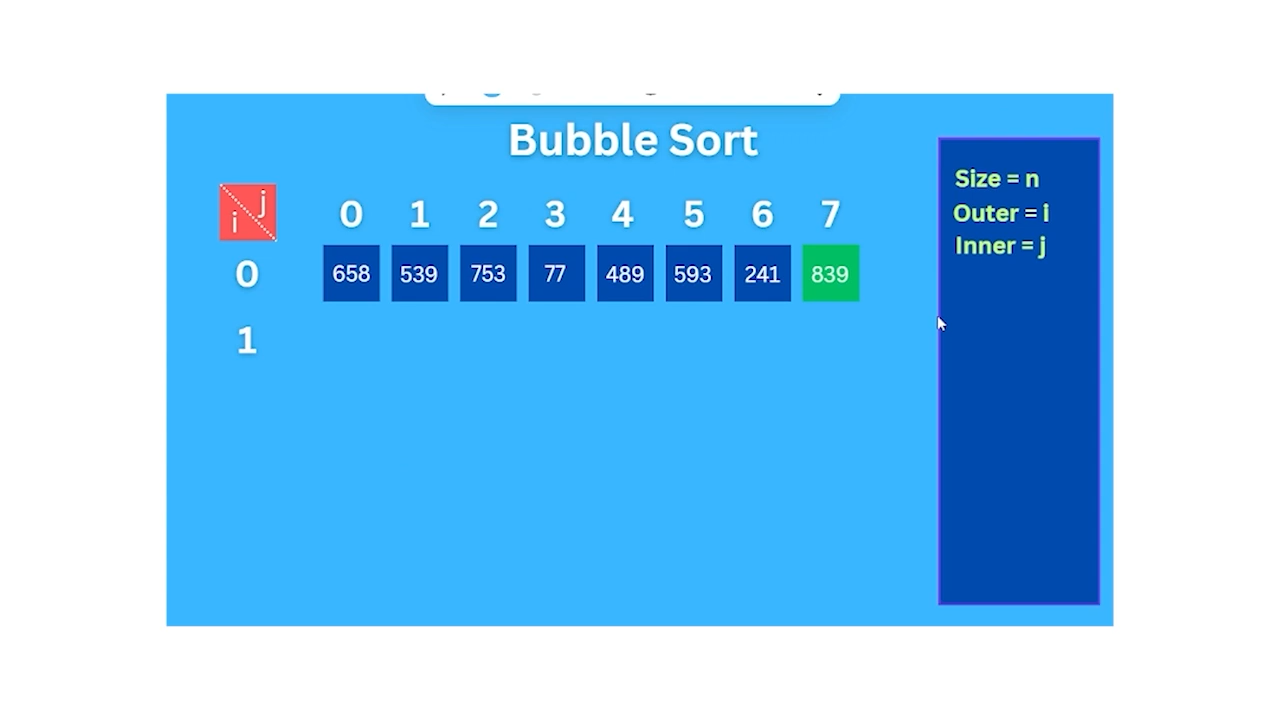 Bubble Sort
j
i
0 1 2 3 4 5 6 7
0 658 539 753 77 489 593 241 839
1
Size = n
Outer = i
Inner = j